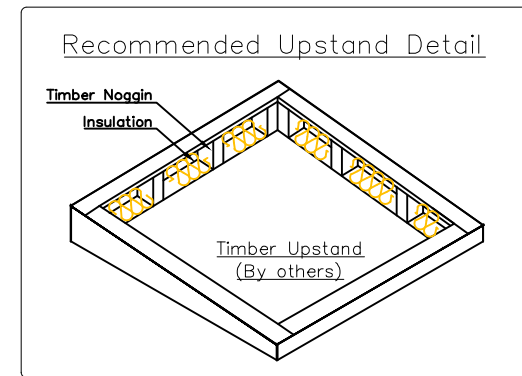 Recommended Upstand Detail
Timber Noggin
Insulation
Timber Upstand
(By others)